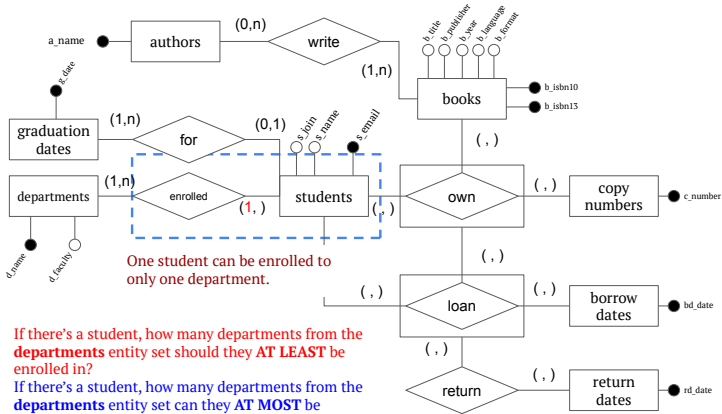 a_name
authors
(0,n)
write
(1,n)
b_title
b_publisher
b_year
b_language
b_format
books
b_isbn10
b_isbn13
g_date
graduation
dates
(1,n)
for
(0,1)
s_join
s_name
s_email
( , )
departments
(1,n)
enrolled
(1, )
students
( , )
own
( , )
copy
numbers
c_number
d_name
d_faculty
One student can be enrolled to
only one department.
( , )
( , )
loan
( , )
borrow
dates
bd_date
If there's a student, how many departments from the
departments entity set should they AT LEAST be
enrolled in?
If there's a student, how many departments from the
departments entity set can they AT MOST be
( , )
return
( , )
return
dates
rd_date